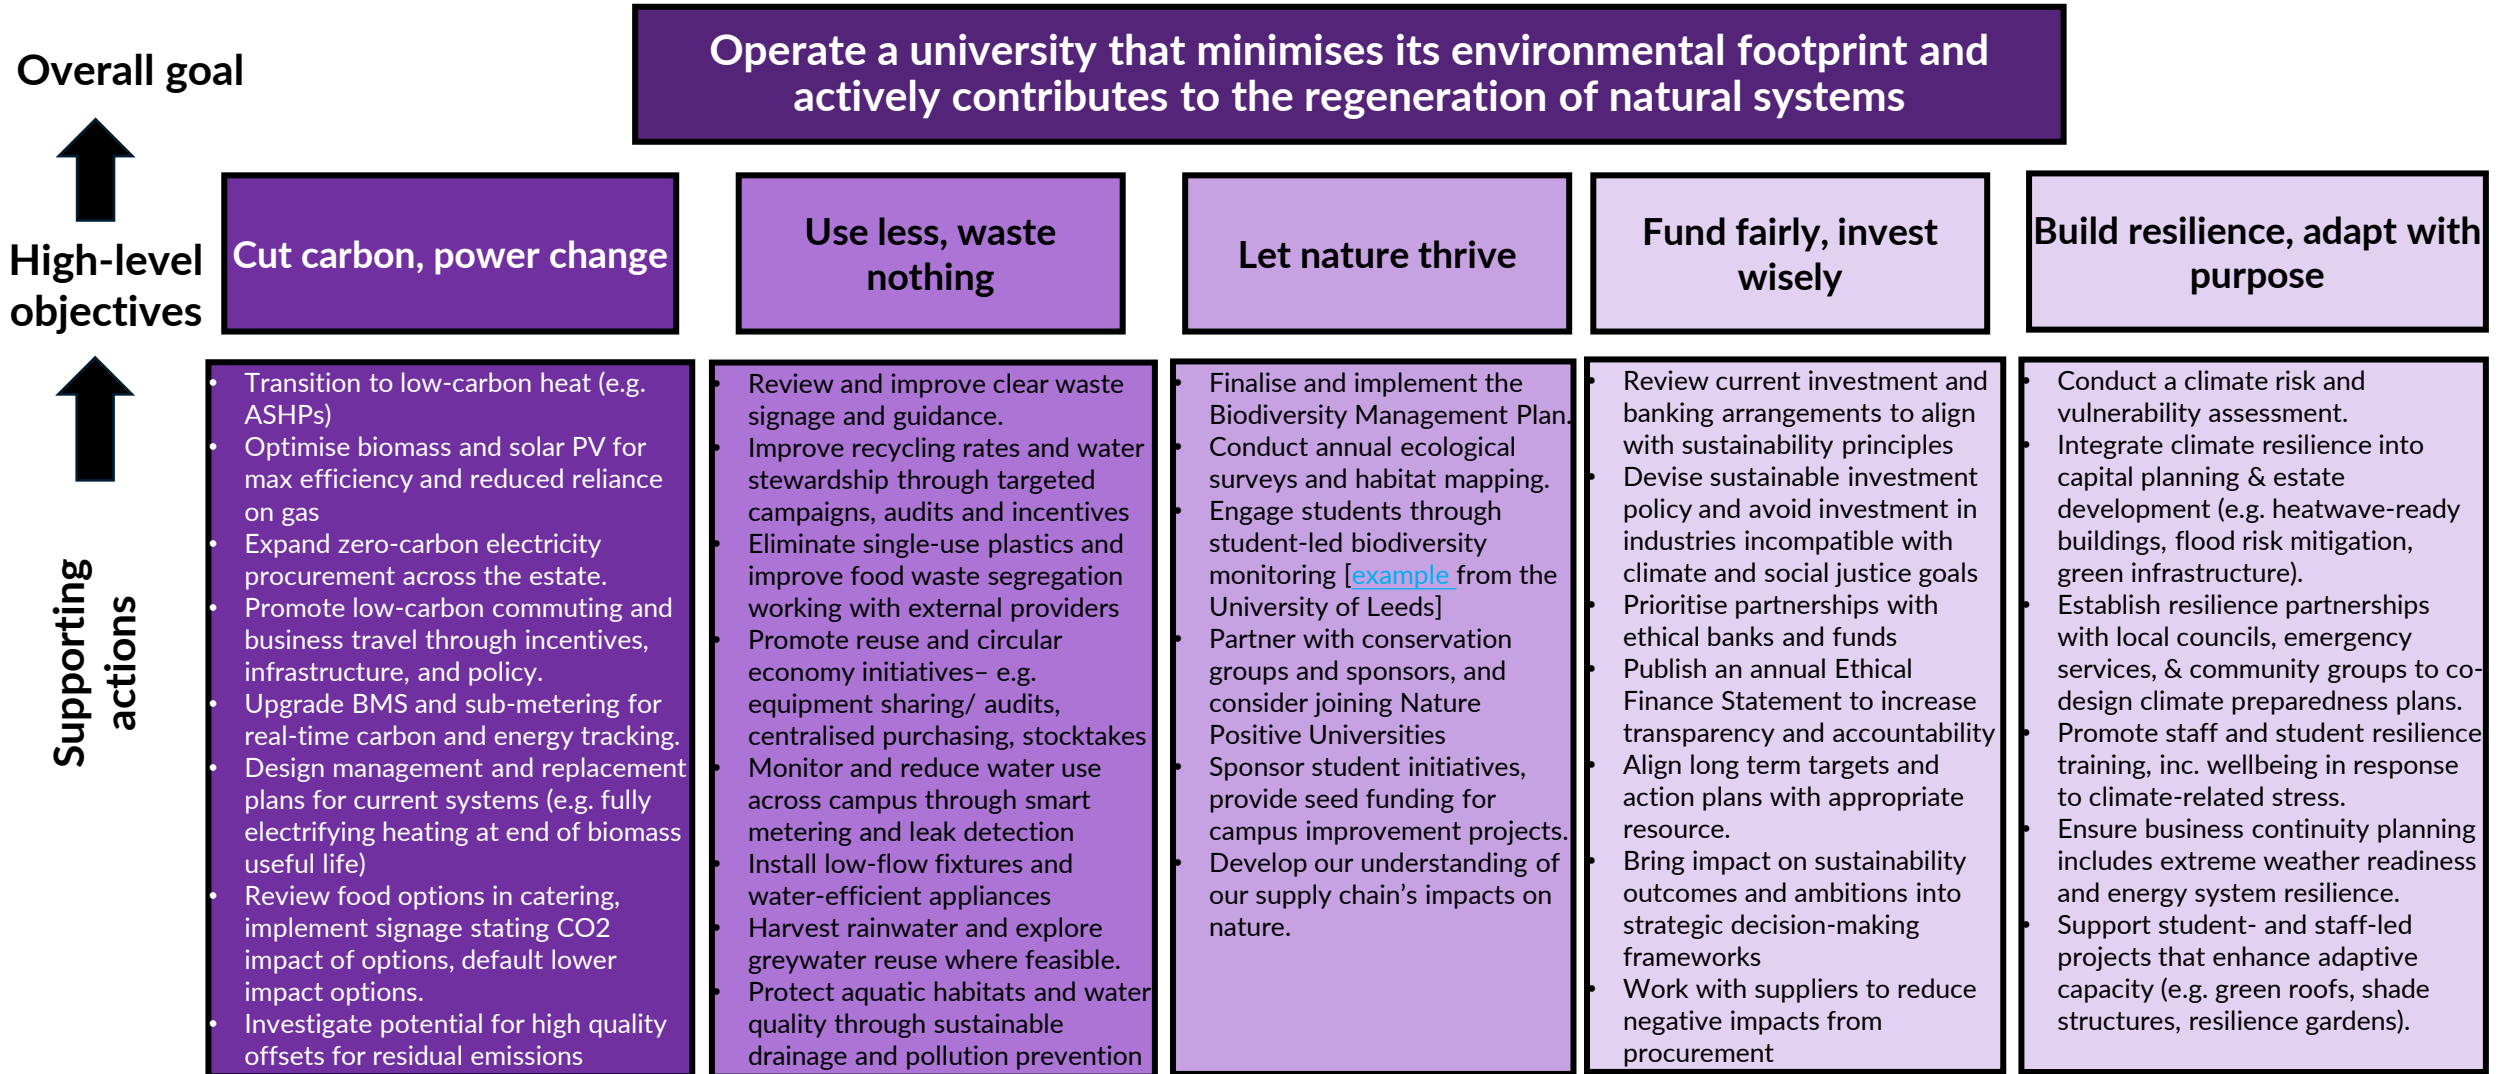 Overall goal
Operate a university that minimises its environmental footprint and
actively contributes to the regeneration of natural systems
High-level
objectives
Cut carbon, power change
Use less, waste
nothing
Let nature thrive
Fund fairly, invest
wisely
Build resilience, adapt with
purpose
Supporting
actions
• Transition to low-carbon heat (e.g.
ASHPs)
• Optimise biomass and solar PV for
max efficiency and reduced reliance
on gas
• Expand zero-carbon electricity
procurement across the estate.
• Promote low-carbon commuting and
business travel through incentives,
infrastructure, and policy.
• Upgrade BMS and sub-metering for
real-time carbon and energy tracking.
• Design management and replacement
plans for current systems (e.g. fully
electrifying heating at end of biomass
useful life)
• Review food options in catering,
implement signage stating CO2
impact of options, default lower
impact options.
• Investigate potential for high quality
offsets for residual emissions
• Review and improve clear waste
signage and guidance.
• Improve recycling rates and water
stewardship through targeted
campaigns, audits and incentives
• Eliminate single-use plastics and
improve food waste segregation
working with external providers
• Promote reuse and circular
economy initiatives– e.g.
equipment sharing/ audits,
centralised purchasing, stocktakes
• Monitor and reduce water use
across campus through smart
metering and leak detection
• Install low-flow fixtures and
water-efficient appliances
• Harvest rainwater and explore
greywater reuse where feasible.
• Protect aquatic habitats and water
quality through sustainable
drainage and pollution prevention
• Finalise and implement the
Biodiversity Management Plan.
• Conduct annual ecological
surveys and habitat mapping.
• Engage students through
student-led biodiversity
monitoring [example from the
University of Leeds]
• Partner with conservation
groups and sponsors, and
consider joining Nature
Positive Universities
• Sponsor student initiatives,
provide seed funding for
campus improvement projects.
• Develop our understanding of
our supply chain’s impacts on
nature.
• Review current investment and
banking arrangements to align
with sustainability principles
• Devise sustainable investment
policy and avoid investment in
industries incompatible with
climate and social justice goals
• Prioritise partnerships with
ethical banks and funds
• Publish an annual Ethical
Finance Statement to increase
transparency and accountability
• Align long term targets and
action plans with appropriate
resource.
• Bring impact on sustainability
outcomes and ambitions into
strategic decision-making
frameworks
• Work with suppliers to reduce
negative impacts from
procurement
• Conduct a climate risk and
vulnerability assessment.
• Integrate climate resilience into
capital planning & estate
development (e.g. heatwave-ready
buildings, flood risk mitigation,
green infrastructure).
• Establish resilience partnerships
with local councils, emergency
services, & community groups to co-
design climate preparedness plans.
• Promote staff and student resilience
training, inc. wellbeing in response
to climate-related stress.
• Ensure business continuity planning
includes extreme weather readiness
and energy system resilience.
• Support student- and staff-led
projects that enhance adaptive
capacity (e.g. green roofs, shade
structures, resilience gardens).